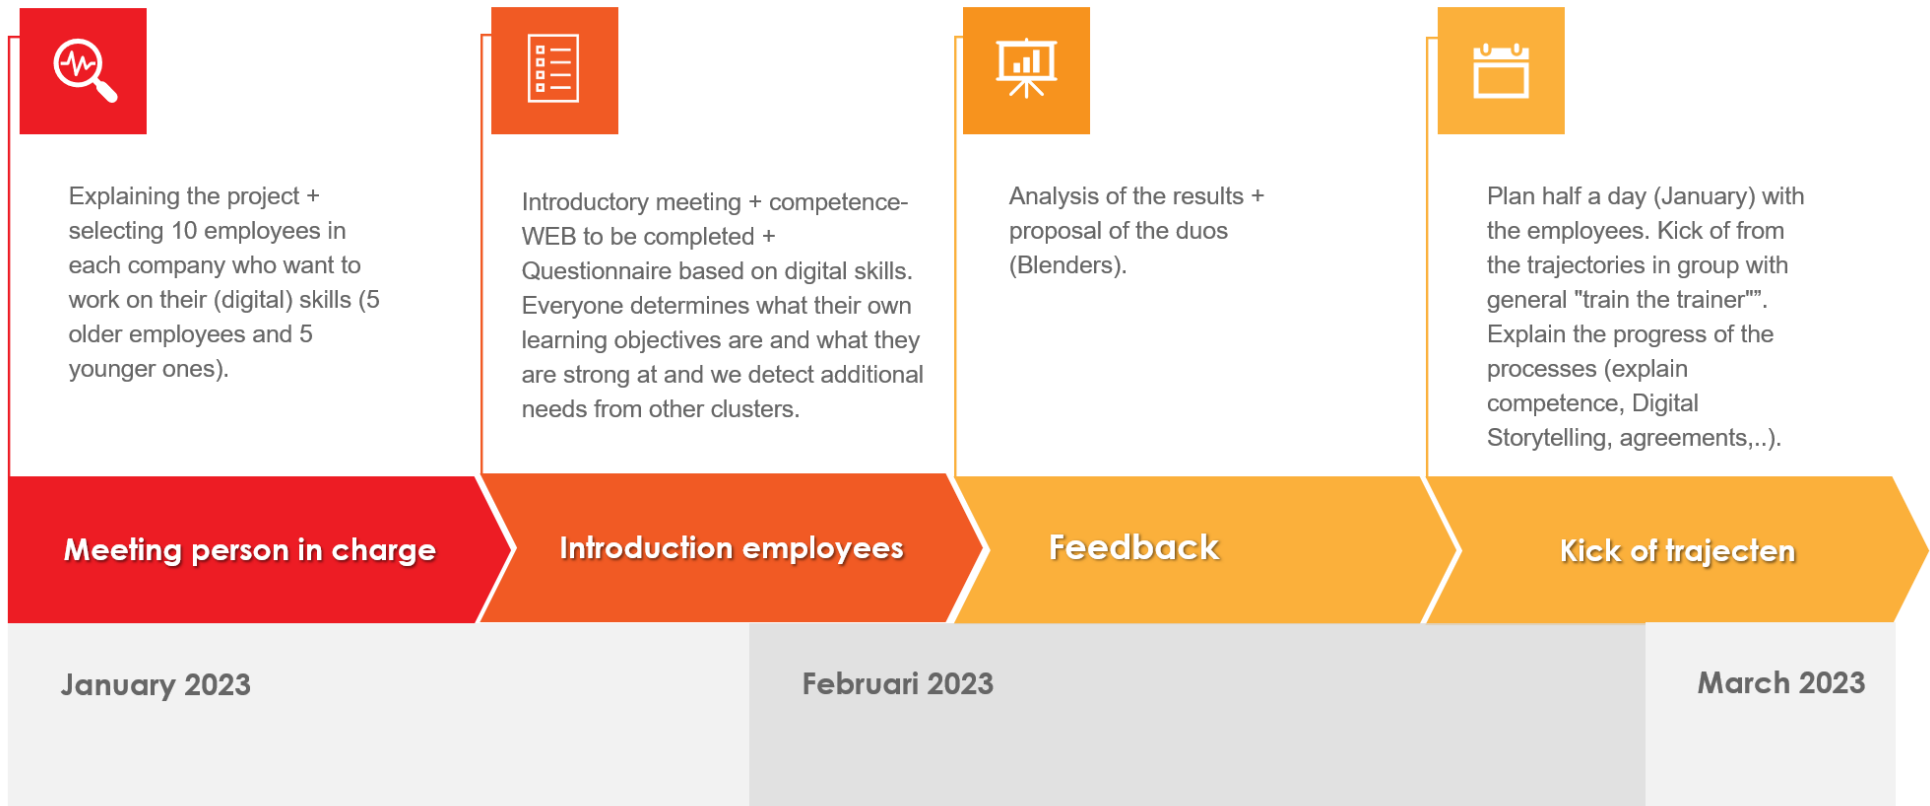 Explaining the project +
selecting 10 employees in
each company who want to
work on their (digital) skills (5
older employees and 5
younger ones).
Introductory meeting + competence-
WEB to be completed +
Questionnaire based on digital skills.
Everyone determines what their own
learning objectives are and what they
are strong at and we detect additional
needs from other clusters.
Analysis of the results +
proposal of the duos
(Blenders).
Plan half a day (January) with
the employees. Kick of from
the trajectories in group with
general "train the trainer"”.
Explain the progress of the
processes (explain
competence, Digital
Storytelling, agreements,..).
Meeting person in charge
Introduction employees
Feedback
Kick of trajecten
January 2023
Februari 2023
March 2023